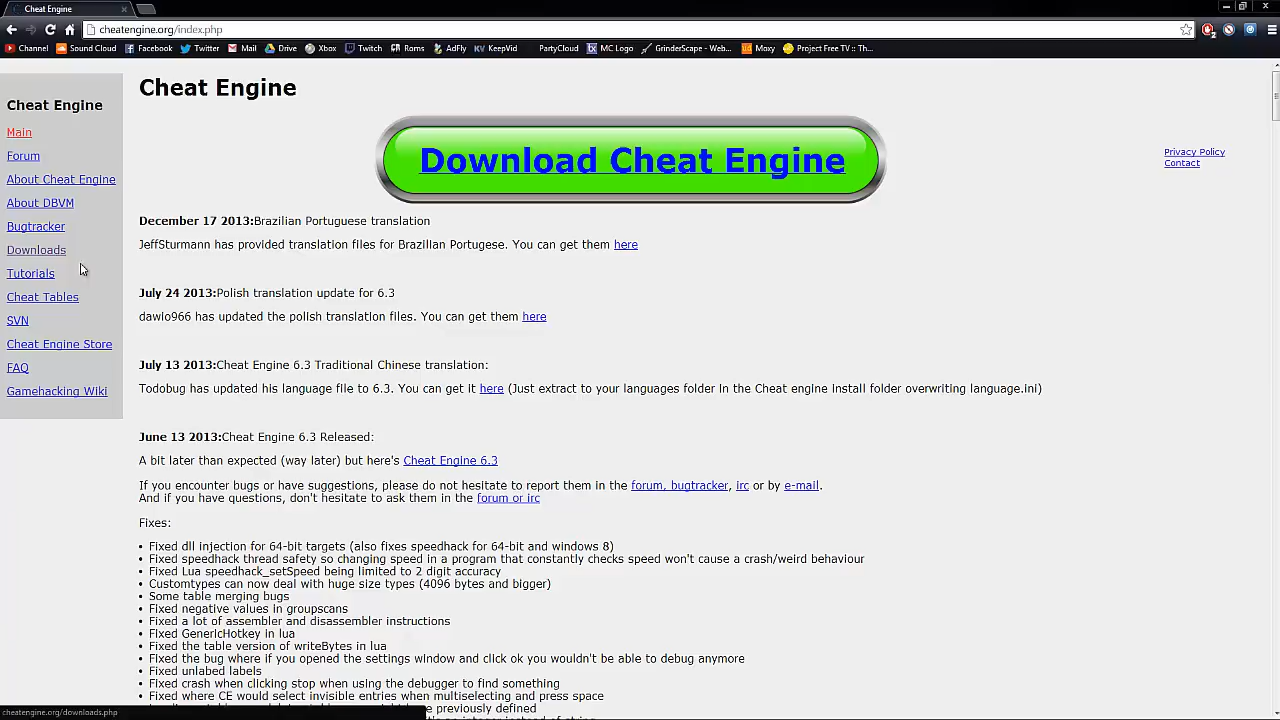 Cheat Engine
cheatengine.org/index.php
Channel Sound Cloud Facebook Twitter Mail Drive Xbox Twitch Roms AdFly KeepVid PartyCloud MC Logo GrinderScape - Web... Moxy Project Free TV :: Th...
Cheat Engine
Main
Forum
About Cheat Engine
About DBVM
Bugtracker
Downloads
Tutorials
Cheat Tables
SVN
Cheat Engine Store
FAQ
Gamehacking Wiki
Cheat Engine
Download Cheat Engine
Privacy Policy
Contact
December 17 2013:Brazilian Portuguese translation
JeffSturmann has provided translation files for Brazilian Portugese. You can get them here
July 24 2013:Polish translation update for 6.3
dawio966 has updated the polish translation files. You can get them here
July 13 2013:Cheat Engine 6.3 Traditional Chinese translation:
Todobug has updated his language file to 6.3. You can get it here (Just extract to your languages folder in the Cheat engine install folder overwriting language.ini)
June 13 2013:Cheat Engine 6.3 Released:
A bit later than expected (way later) but here's Cheat Engine 6.3
If you encounter bugs or have suggestions, please do not hesitate to report them in the forum, bugtracker, irc or by e-mail.
And if you have questions, don't hesitate to ask them in the forum or irc
Fixes:
• Fixed dll injection for 64-bit targets (also fixes speedhack for 64-bit and windows 8)
• Fixed speedhack thread safety so changing speed in a program that constantly checks speed won't cause a crash/weird behaviour
• Fixed Lua speedhack_setSpeed being limited to 2 digit accuracy
• Customtypes can now deal with huge size types (4096 bytes and bigger)
• Some table merging bugs
• Fixed negative values in groupscans
• Fixed a lot of assembler and disassembler instructions
• Fixed GenericHotkey in lua
• Fixed the table version of writeBytes in lua
• Fixed the bug where if you opened the settings window and click ok you wouldn't be able to debug anymore
• Fixed unlabed labels
• Fixed crash when clicking stop when using the debugger to find something
• Fixed where CE would select invisible entries when multiselecting and press space
previously defined
cheatengine.org/downloads.php